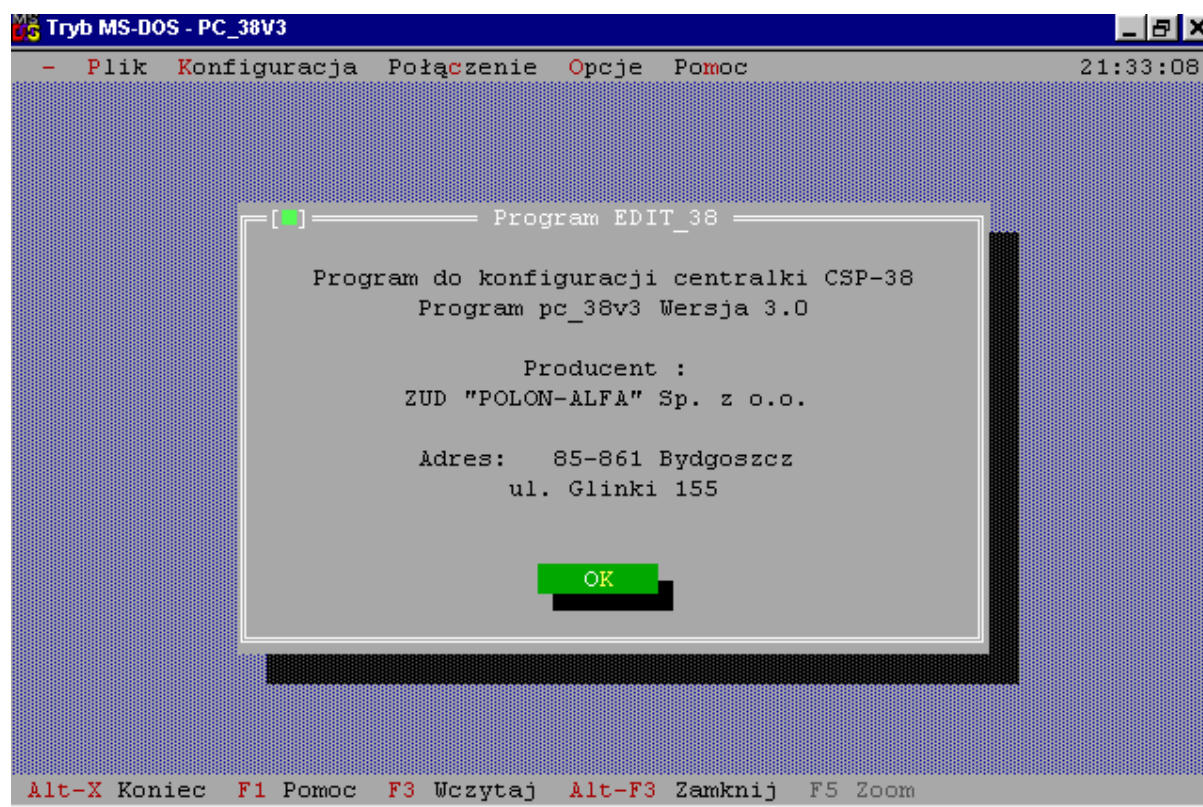 Tryb MS-DOS - PC_38V3
- Plik Konfiguracja Połączenie Opcje Pomoc 21:33:08
[■] Program EDIT_38
Program do konfiguracji centralki CSP-38
Program pc_38v3 Wersja 3.0
Producent :
ZUD "POLON-ALFA" Sp. z o.o.
Adres: 85-861 Bydgoszcz
ul. Glinki 155
OK
Alt-X Koniec F1 Pomoc F3 Wczytaj Alt-F3 Zamknij F5 Zoom